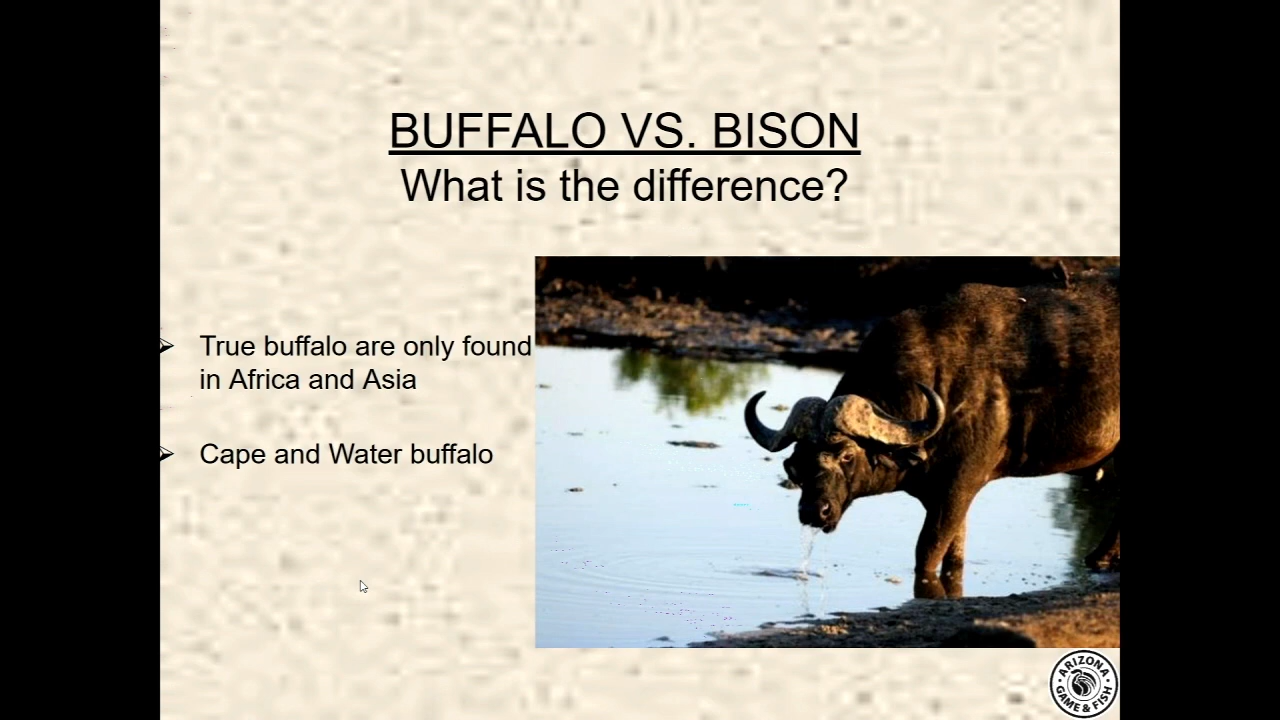 BUFFALO VS. BISON
What is the difference?
True buffalo are only found
in Africa and Asia
Cape and Water buffalo
ARIZONA
GAME & FISH